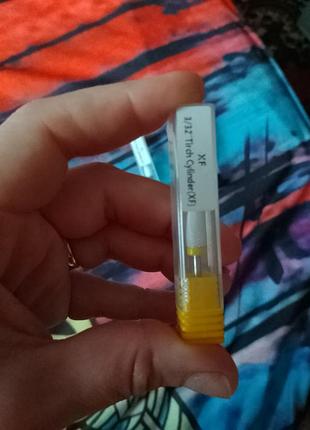 XF
3/32" Tirch Cylinder(XF)